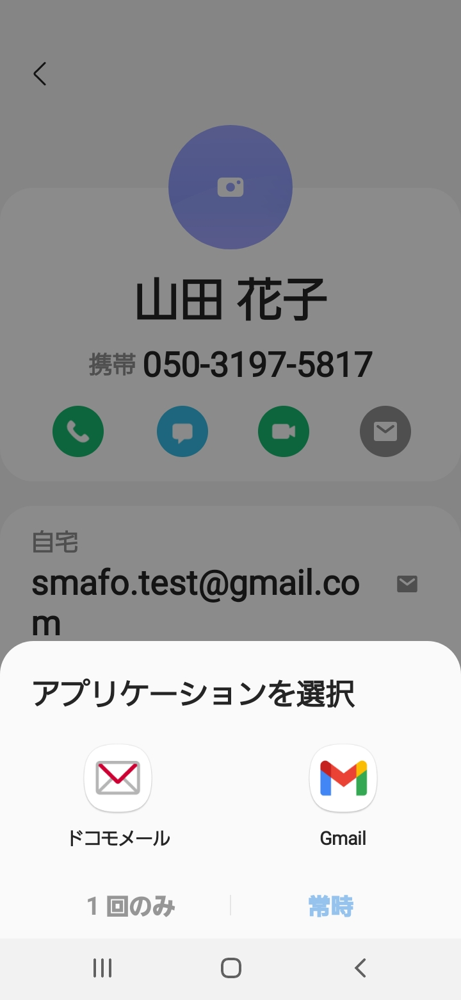 山田 花子
携帯 050-3197-5817
自宅
smafo.test@gmail.co
m
アプリケーションを選択
ドコモメール
Gmail
1 回のみ
常時